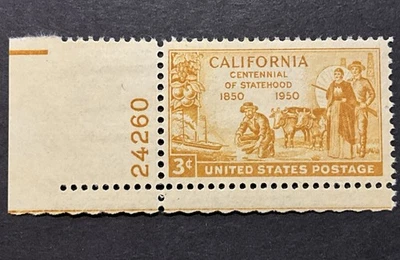 CALIFORNIA
CENTENNIAL
OF STATEHOOD
1850 1950
3¢ UNITED STATES POSTAGE
24260